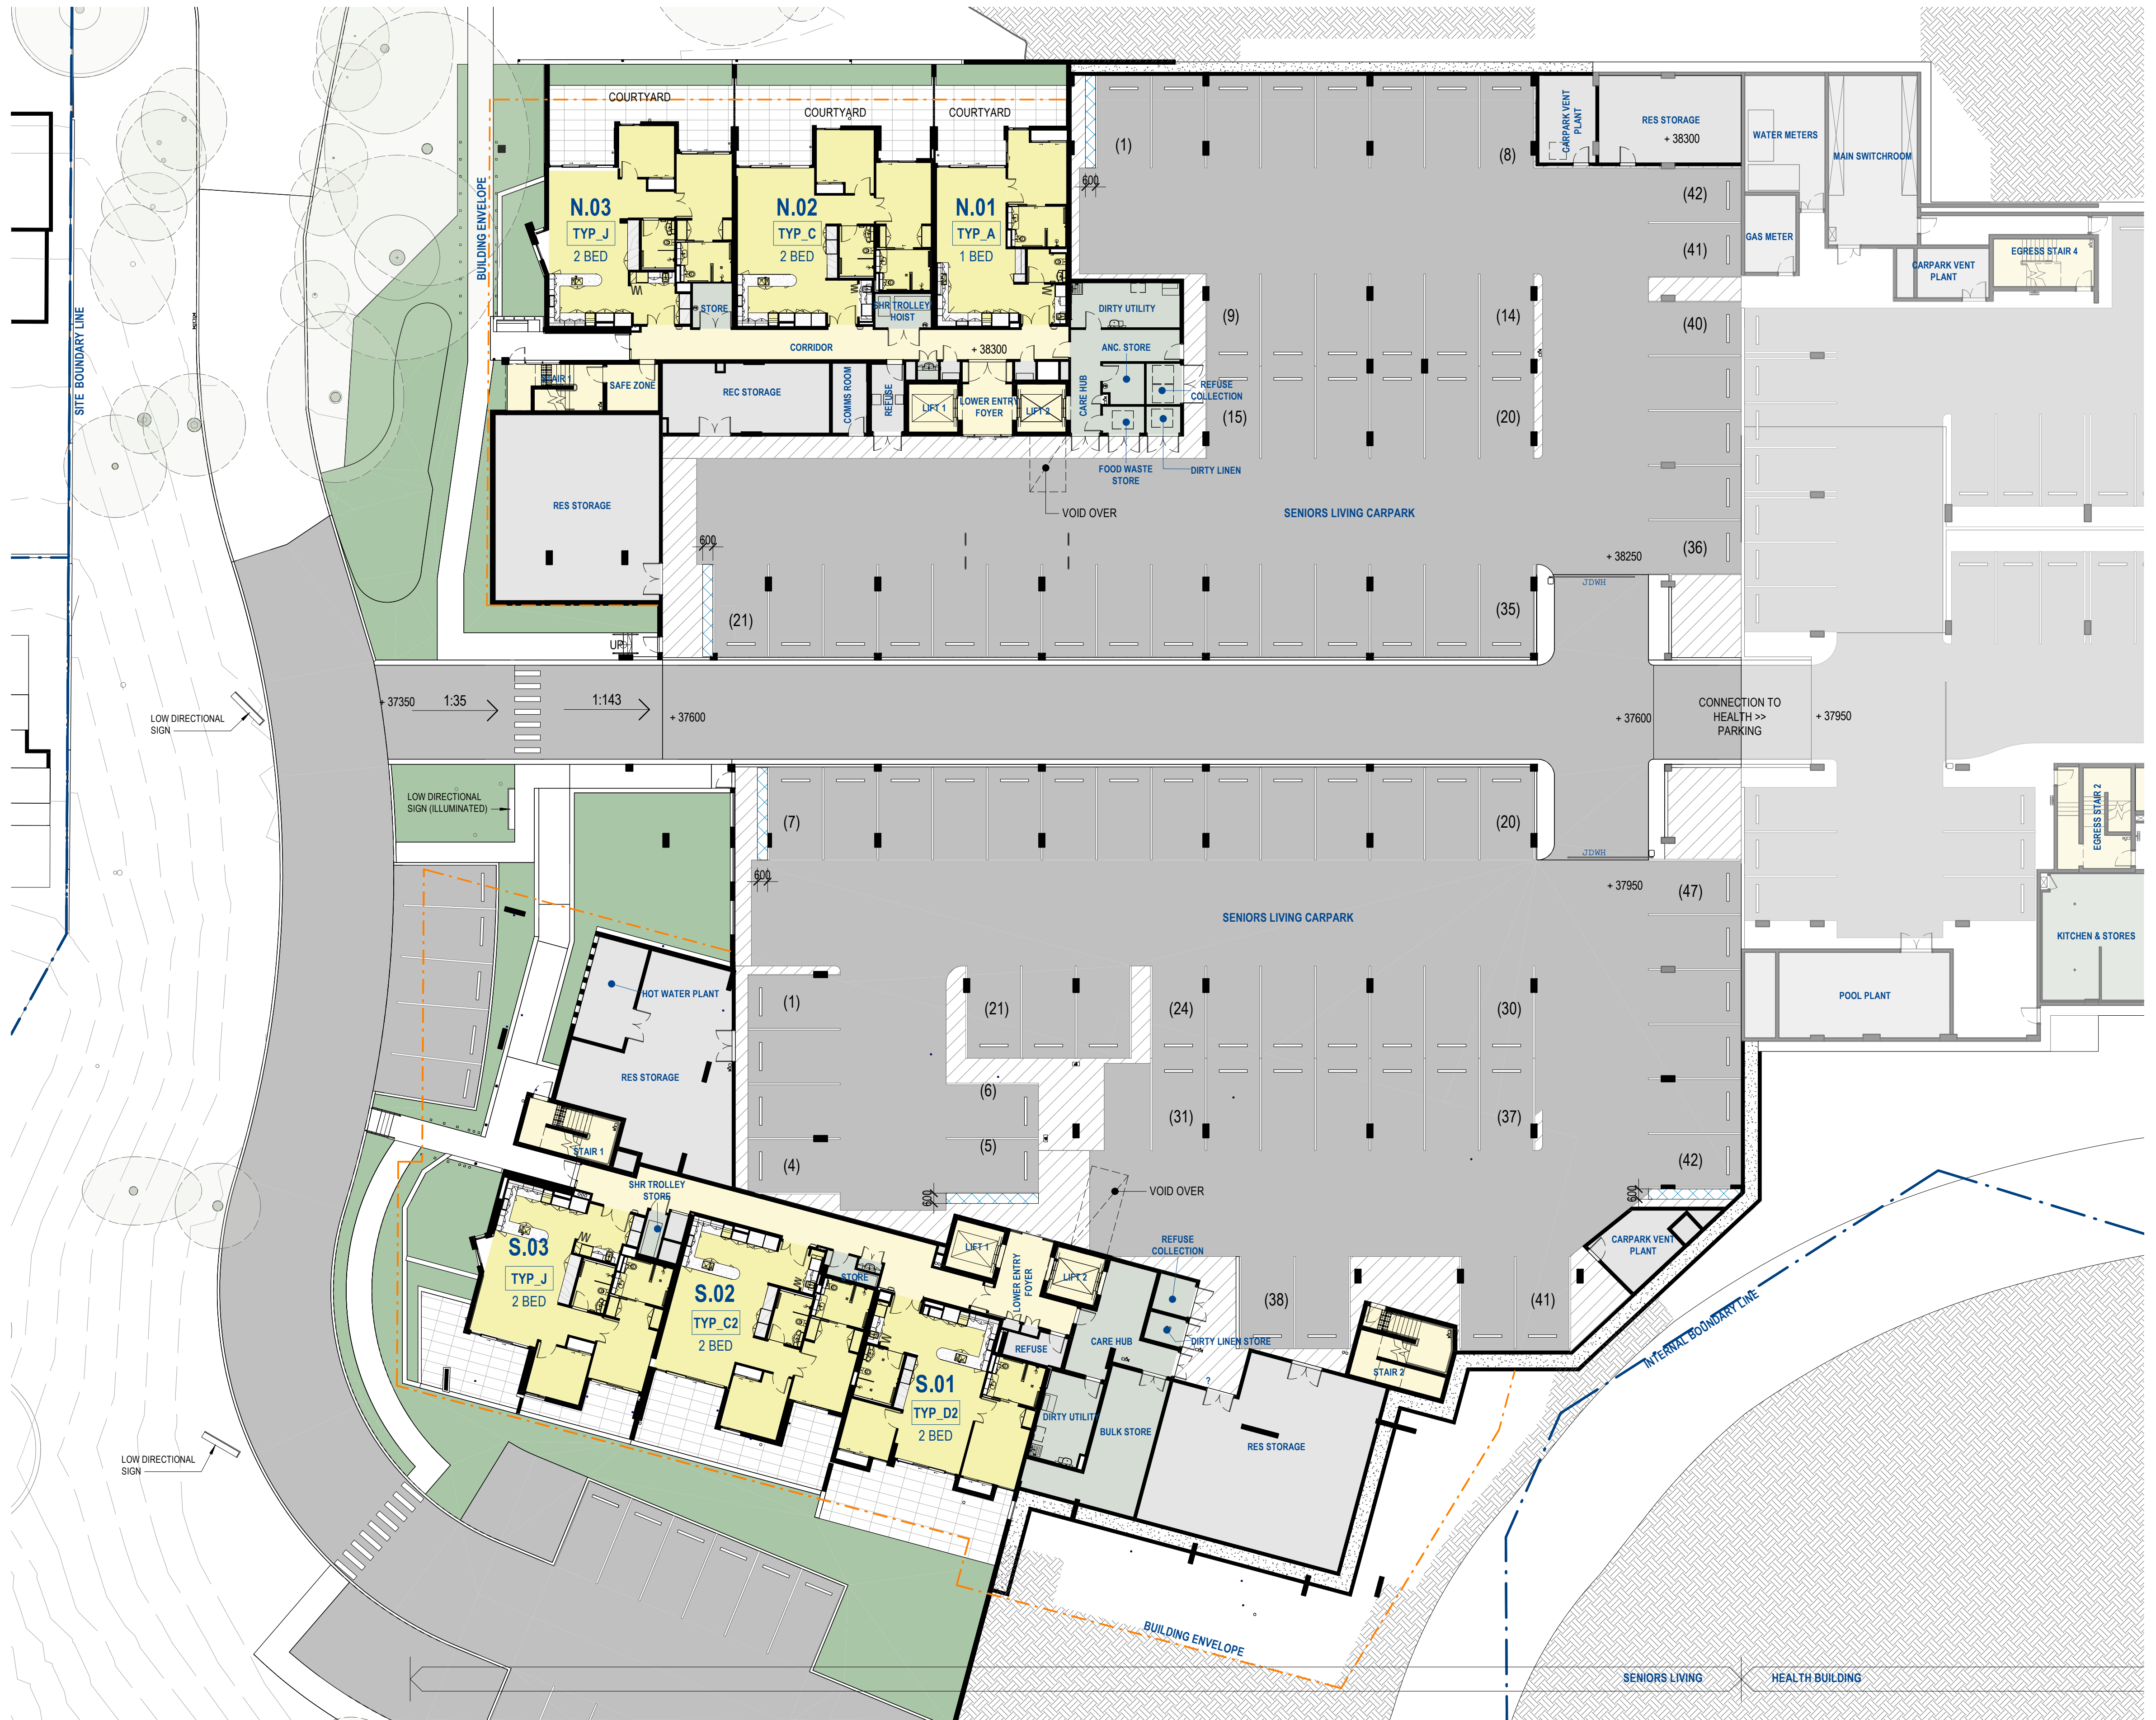 COURTYARD
COURTYARD
COURTYARD
(1)
(8)
600
CARPARK VENT
PLANT
RES STORAGE
+ 38300
WATER METERS
MAIN SWITCHROOM
(42)
(41)
GAS METER
CARPARK VENT
PLANT
EGRESS STAIR 4
BUILDING ENVELOPE
N.03
TYP_J
2 BED
N.02
TYP_C
2 BED
N.01
TYP_A
1 BED
W
W
W
STORE
SHR TROLLEY
HOIST
DIRTY UTILITY
(9)
(14)
(40)
SITE BOUNDARY LINE
CORRIDOR
+ 38300
ANC. STORE
STAIR 1
SAFE ZONE
REC STORAGE
COMMS ROOM
REFUSE
LIFT 1
LOWER ENTRY
FOYER
LIFT 2
CARE HUB
REFUSE
COLLECTION
(15)
(20)
FOOD WASTE
STORE
DIRTY LINEN
RES STORAGE
VOID OVER
SENIORS LIVING CARPARK
(36)
+ 38250
JDWH
600
(21)
(35)
UP
LOW DIRECTIONAL
SIGN
+ 37350
1:35
1:143
+ 37600
+ 37600
CONNECTION TO
HEALTH >>
PARKING
+ 37950
LOW DIRECTIONAL
SIGN (ILLUMINATED)
(7)
(20)
JDWH
EGRESS STAIR 2
600
+ 37950
(47)
SENIORS LIVING CARPARK
KITCHEN & STORES
HOT WATER PLANT
(1)
(21)
(24)
(30)
POOL PLANT
RES STORAGE
(6)
(31)
(37)
(5)
(4)
(42)
STAIR 1
SHR TROLLEY
STORE
600
VOID OVER
600
S.03
TYP_J
2 BED
W
S.02
TYP_C2
2 BED
W
STORE
LIFT 1
LOWER ENTRY
FOYER
LIFT 2
REFUSE
COLLECTION
CARPARK VENT
PLANT
(38)
(41)
S.01
TYP_D2
2 BED
W
REFUSE
CARE HUB
DIRTY LINEN STORE
?
STAIR 2
INTERNAL BOUNDARY LINE
DIRTY UTILITY
BULK STORE
RES STORAGE
LOW DIRECTIONAL
SIGN
BUILDING ENVELOPE
SENIORS LIVING
HEALTH BUILDING